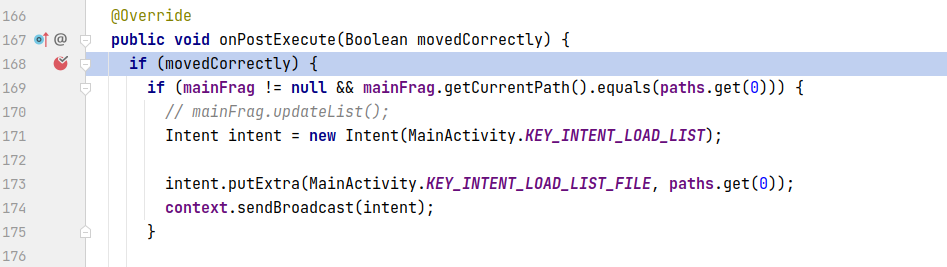 166 @Override
167 @ public void onPostExecute(Boolean movedCorrectly) {
168 if (movedCorrectly) {
169 if (mainFrag != null && mainFrag.getCurrentPath().equals(paths.get(0))) {
170 // mainFrag.updateList();
171 Intent intent = new Intent(MainActivity.KEY_INTENT_LOAD_LIST);
172
173 intent.putExtra(MainActivity.KEY_INTENT_LOAD_LIST_FILE, paths.get(0));
174 context.sendBroadcast(intent);
175 }
176